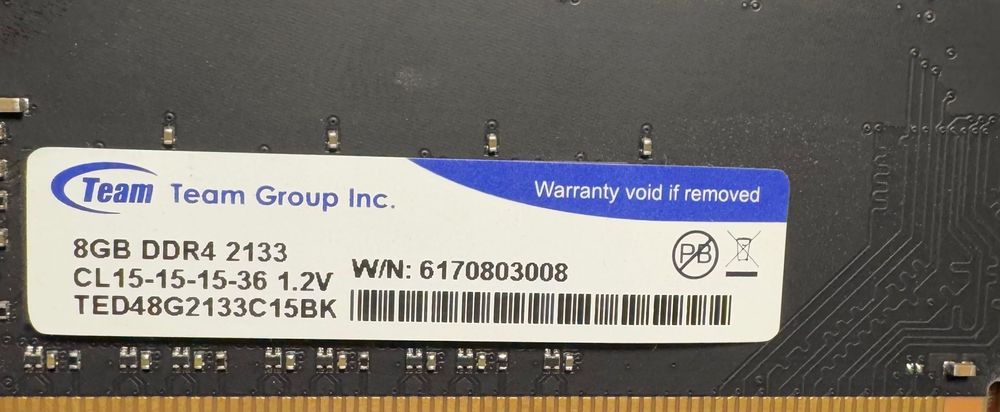 Team Team Group Inc.
Warranty void if removed
8GB DDR4 2133
CL15-15-15-36 1.2V
TED48G2133C15BK
W/N: 6170803008
PB